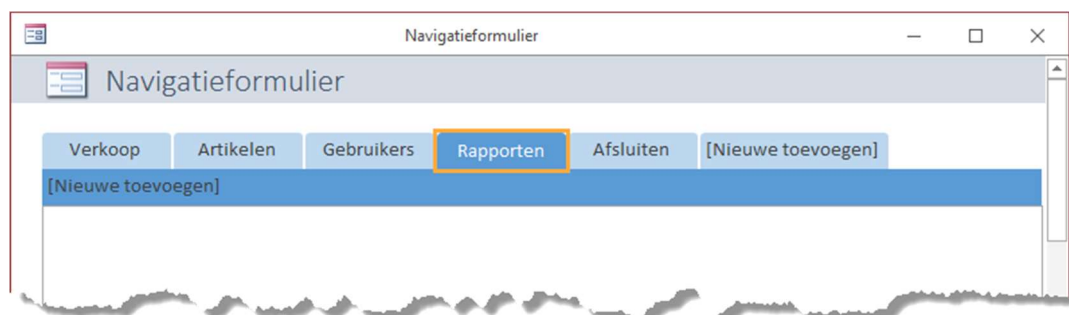 Navigatieformulier
Navigatieformulier
Verkoop Artikelen Gebruikers Rapporten Afsluiten [Nieuwe toevoegen]
[Nieuwe toevoegen]